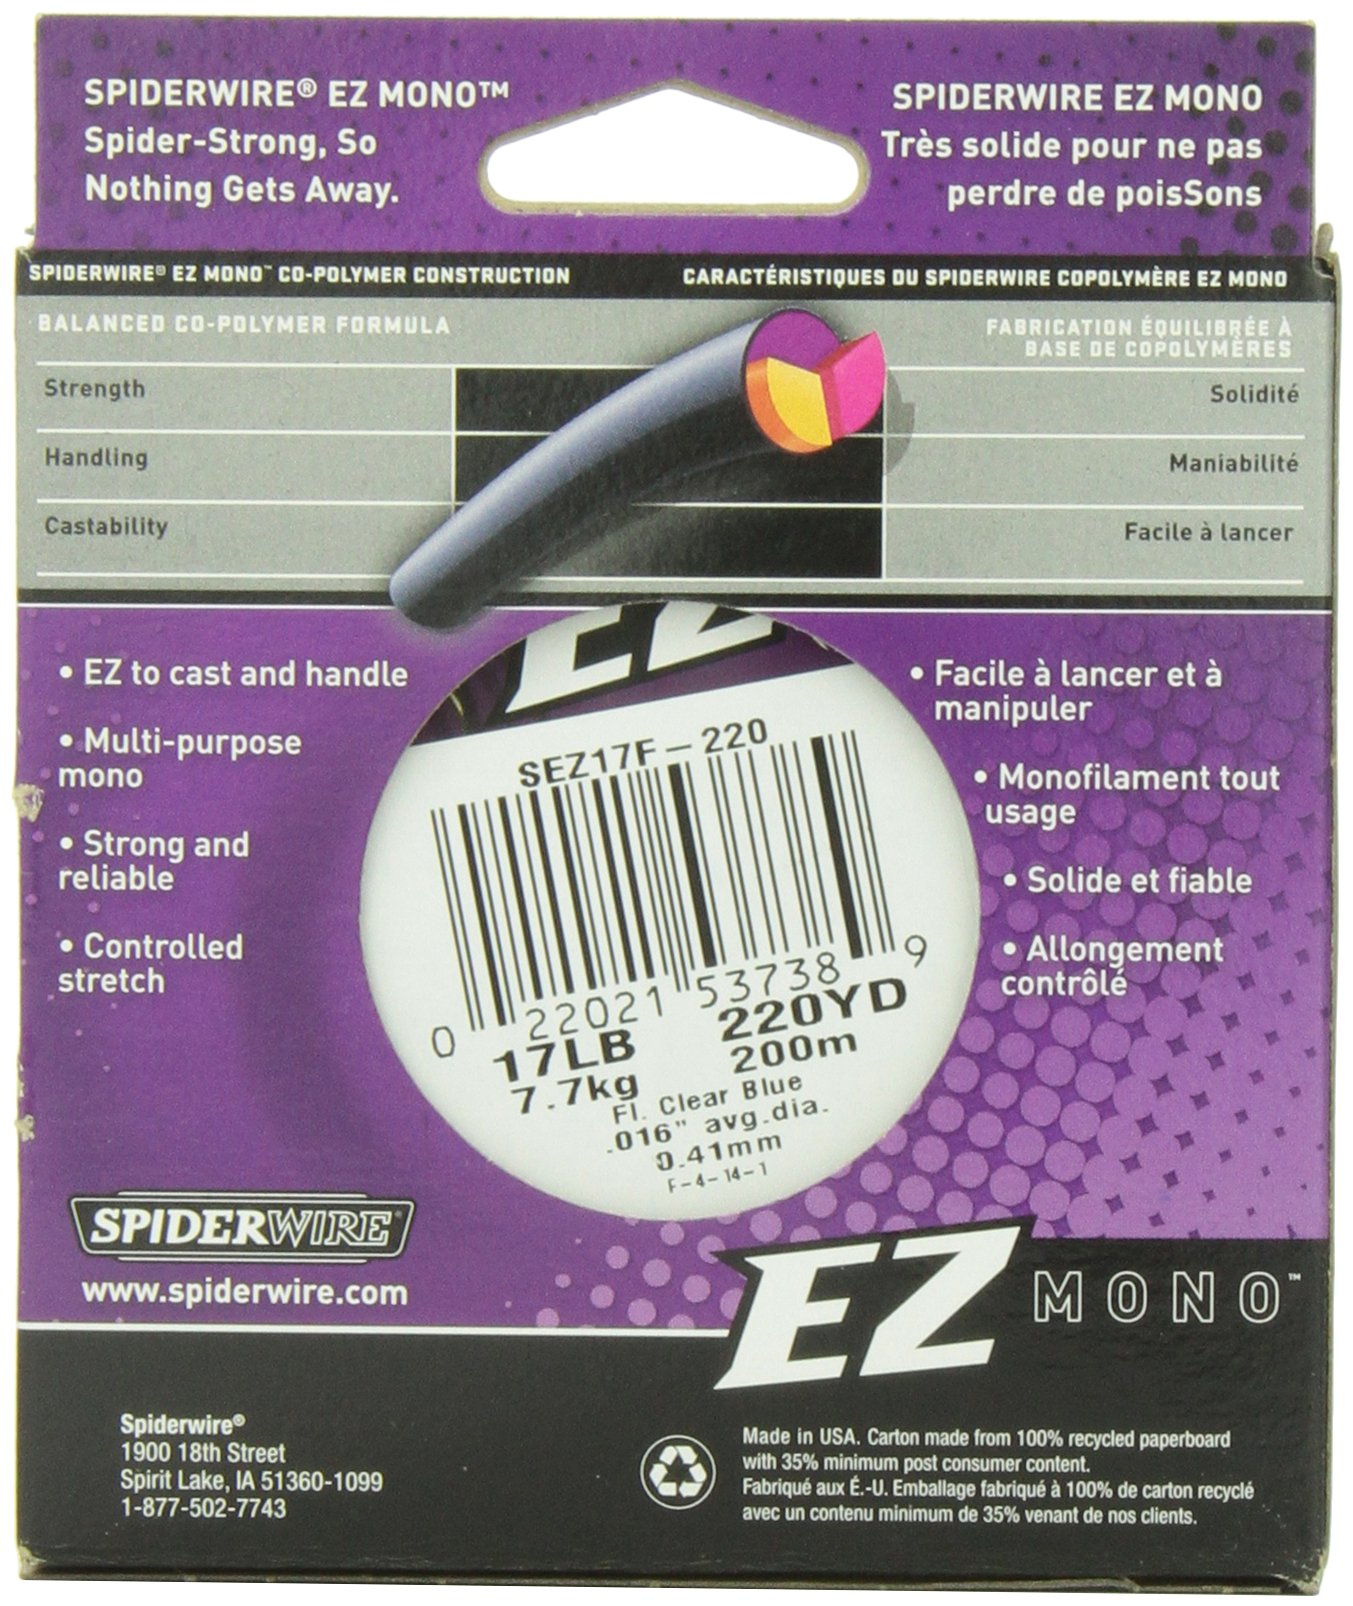 SPIDERWIRE® EZ MONO™
Spider-Strong, So
Nothing Gets Away.
SPIDERWIRE EZ MONO
Très solide pour ne pas
perdre de poisSons
SPIDERWIRE® EZ MONO™ CO-POLYMER CONSTRUCTION
CARACTÉRISTIQUES DU SPIDERWIRE COPOLYMÈRE EZ MONO
BALANCED CO-POLYMER FORMULA
FABRICATION ÉQUILIBRÉE À
BASE DE COPOLYMÈRES
Strength
Solidité
Handling
Maniabilité
Castability
Facile à lancer
• EZ to cast and handle
• Multi-purpose
mono
• Strong and
reliable
• Controlled
stretch
EZ
SEZ17F-220
0 22021 53738 9
17LB 220YD
7.7kg 200m
Fl. Clear Blue
.016" avg.dia.
0.41mm
F-4-14-1
• Facile à lancer et à
manipuler
• Monofilament tout
usage
• Solide et fiable
• Allongement
contrôlé
SPIDERWIRE®
www.spiderwire.com
EZ MONO™
Spiderwire®
1900 18th Street
Spirit Lake, IA 51360-1099
1-877-502-7743
Made in USA. Carton made from 100% recycled paperboard
with 35% minimum post consumer content.
Fabriqué aux É.-U. Emballage fabriqué à 100% de carton recyclé
avec un contenu minimum de 35% venant de nos clients.